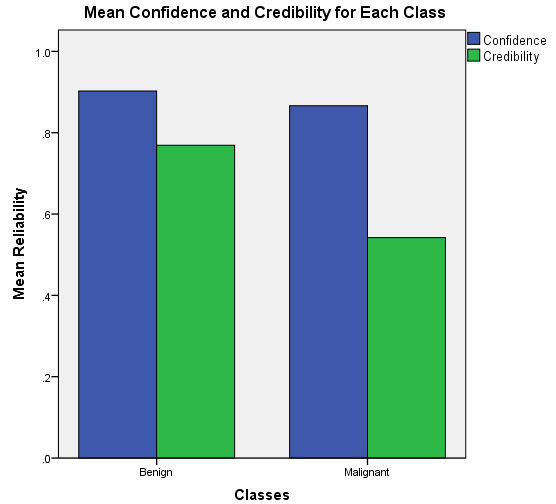 Mean Confidence and Credibility for Each Class
Confidence
Credibility
Mean Reliability
1.0
.8
.6
.4
.2
.0
Benign
Malignant
Classes